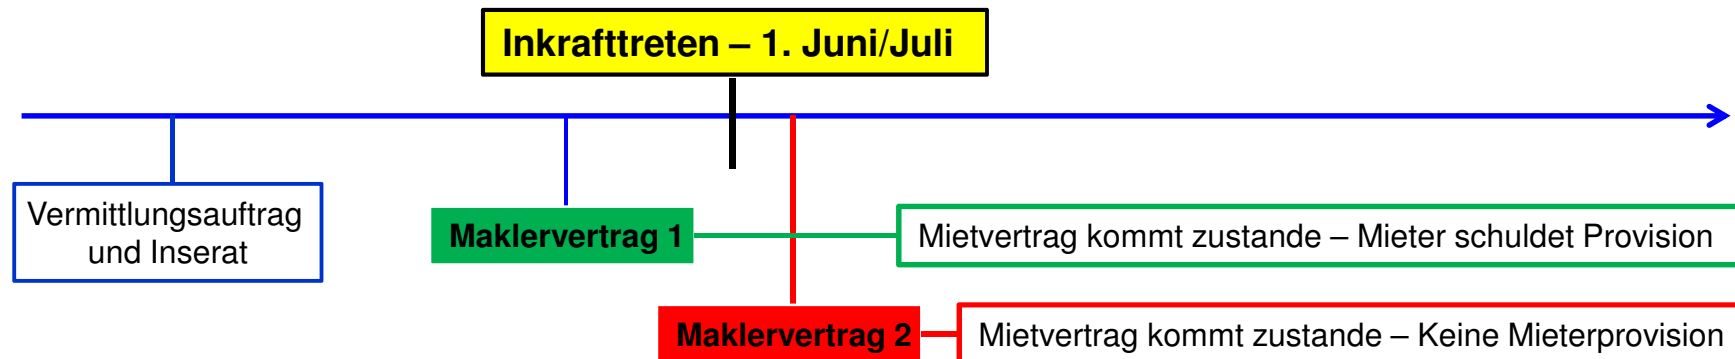 Inkrafttreten – 1. Juni/Juli
Vermittlungsauftrag
und Inserat
Maklervertrag 1
Mietvertrag kommt zustande – Mieter schuldet Provision
Maklervertrag 2
Mietvertrag kommt zustande – Keine Mieterprovision